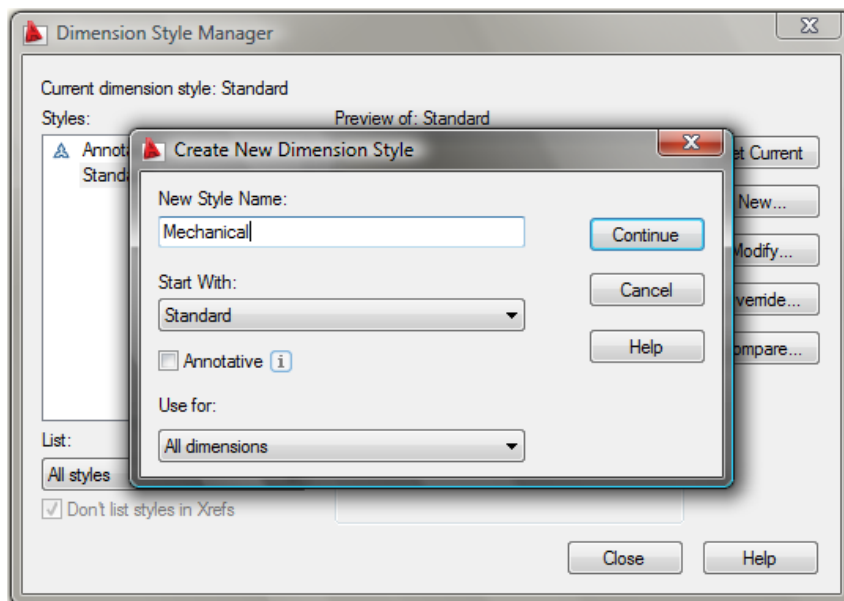 Dimension Style Manager
Current dimension style: Standard
Styles:
Preview of: Standard
Create New Dimension Style
New Style Name:
Mechanical
Continue
Start With:
Standard
Cancel
Annotative
Help
Use for:
All dimensions
Current
New...
List:
All styles
Don't list styles in Xrefs
Close
Help